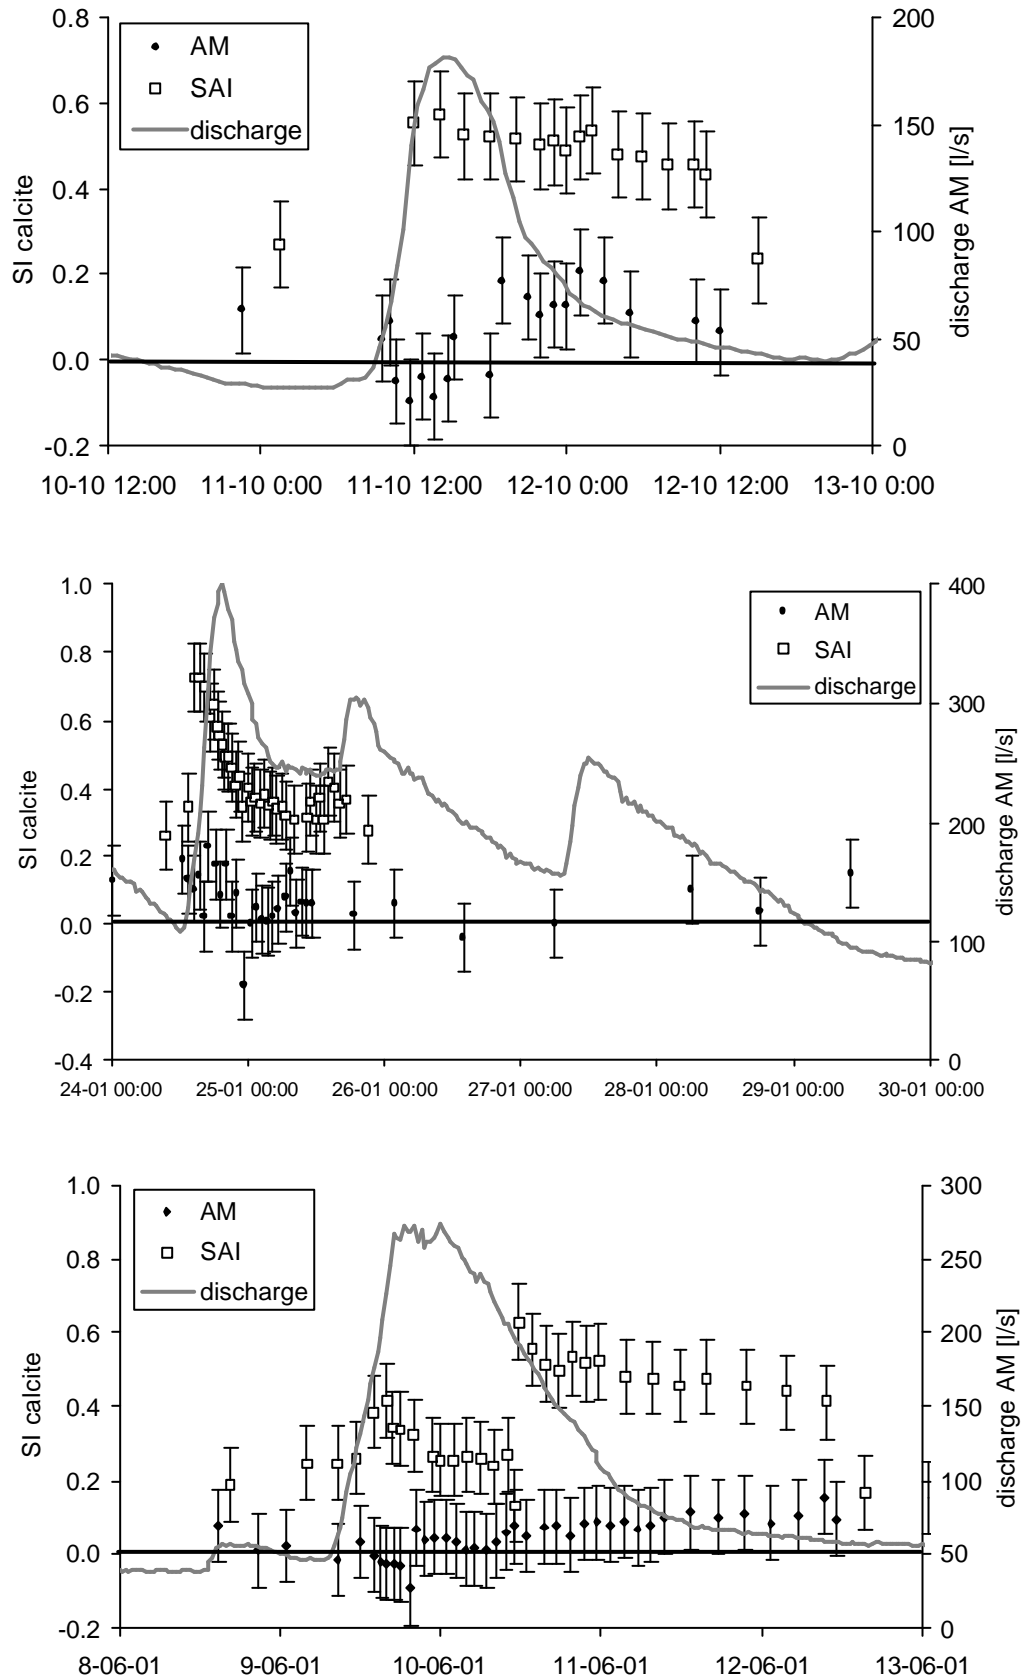 0.8
0.6
0.4
0.2
0.0
-0.2
SI calcite
AM
SAI
discharge
200
150
100
50
0
discharge AM [l/s]
10-10 12:00 11-10 0:00 11-10 12:00 12-10 0:00 12-10 12:00 13-10 0:00
1.0
0.8
0.6
0.4
0.2
0.0
-0.2
-0.4
SI calcite
AM
SAI
discharge
400
300
200
100
0
discharge AM [l/s]
24-01 00:00 25-01 00:00 26-01 00:00 27-01 00:00 28-01 00:00 29-01 00:00 30-01 00:00
1.0
0.8
0.6
0.4
0.2
0.0
-0.2
SI calcite
AM
SAI
discharge
300
250
200
150
100
50
0
discharge AM [l/s]
8-06-01 9-06-01 10-06-01 11-06-01 12-06-01 13-06-01